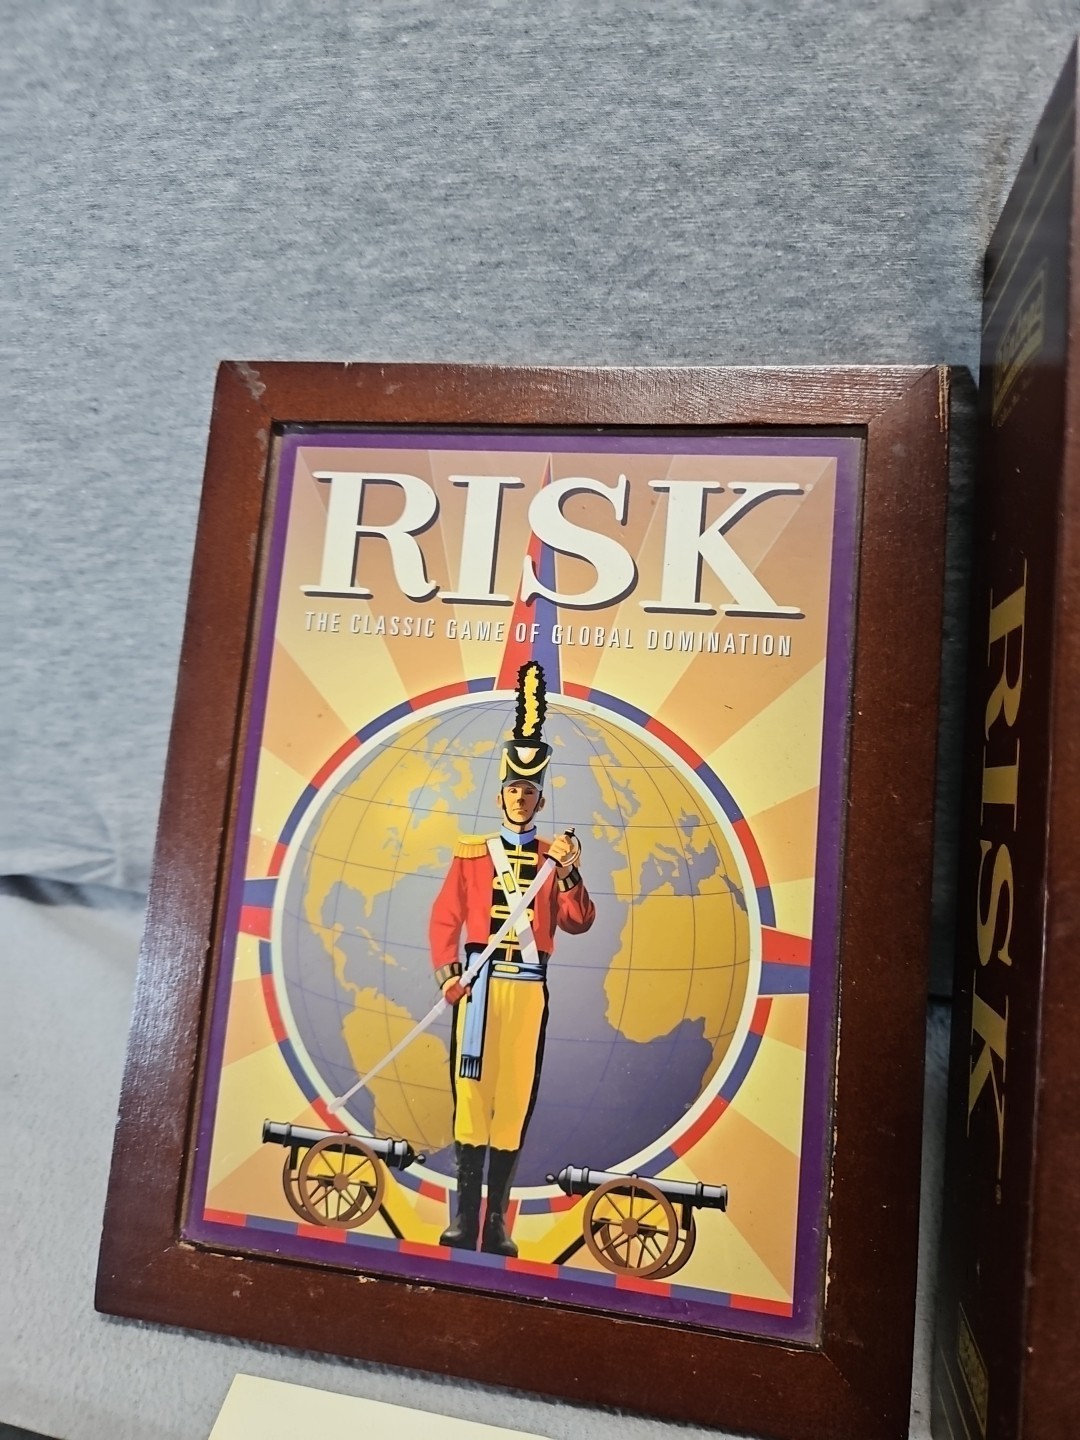 RISK
THE CLASSIC GAME OF GLOBAL DOMINATION
RISK